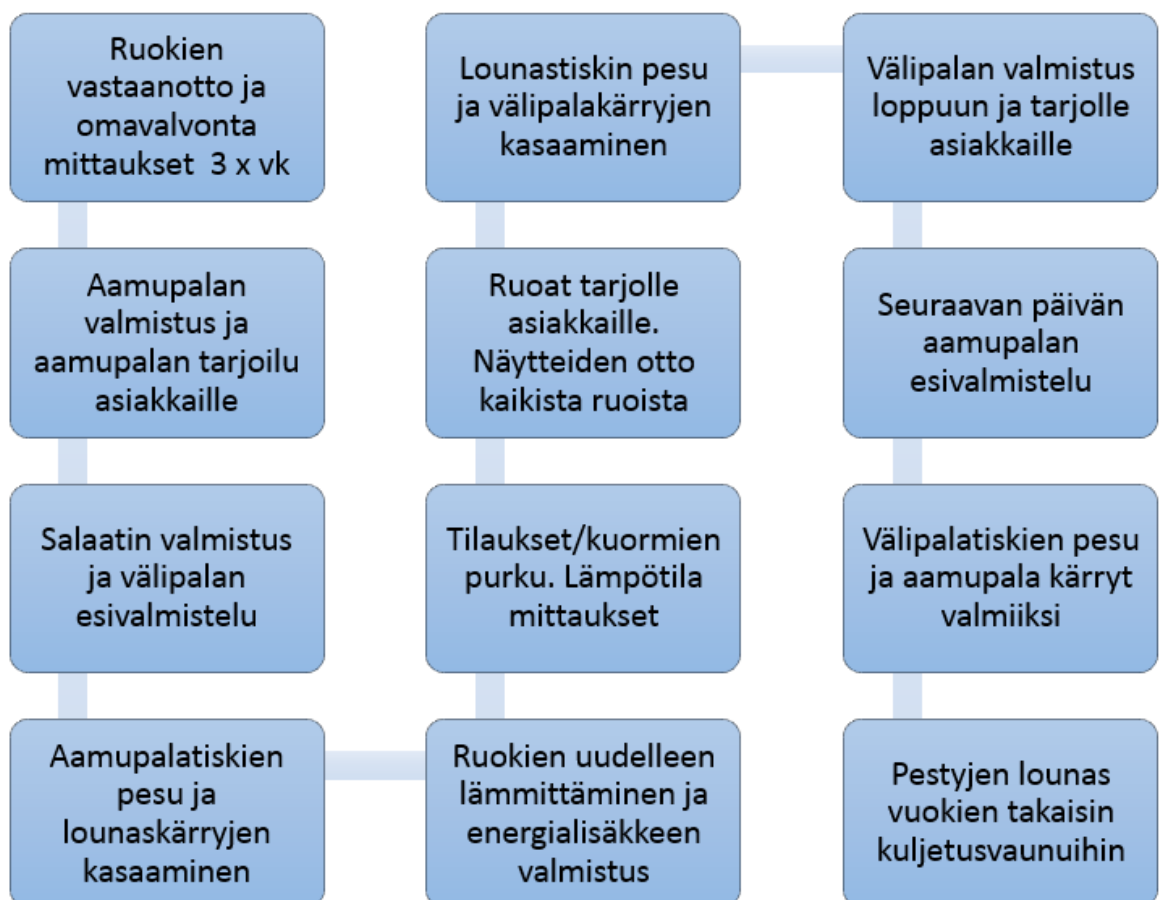 Ruokien
vastaanotto ja
omavalvonta
mittaukset 3 x vk
Aamupalan
valmistus ja
aamupalan tarjoilu
asiakkaille
Salaatin valmistus
ja välipalan
esivalmistelu
Aamupalatiskien
pesu ja
lounaskärryjen
kasaaminen
Ruokien uudelleen
lämmittäminen ja
energialisäkkeen
valmistus
Tilaukset/kuormien
purku. Lämpötila
mittaukset
Ruoat tarjolle
asiakkaille.
Näytteiden otto
kaikista ruoista
Lounastiskin pesu
ja välipalakärryjen
kasaaminen
Välipalan valmistus
loppuun ja tarjolle
asiakkaille
Seuraavan päivän
aamupalan
esivalmistelu
Välipalatiskien pesu
ja aamupala kärryt
valmiiksi
Pestyjen lounas
vuokien takaisin
kuljetusvaunuihin